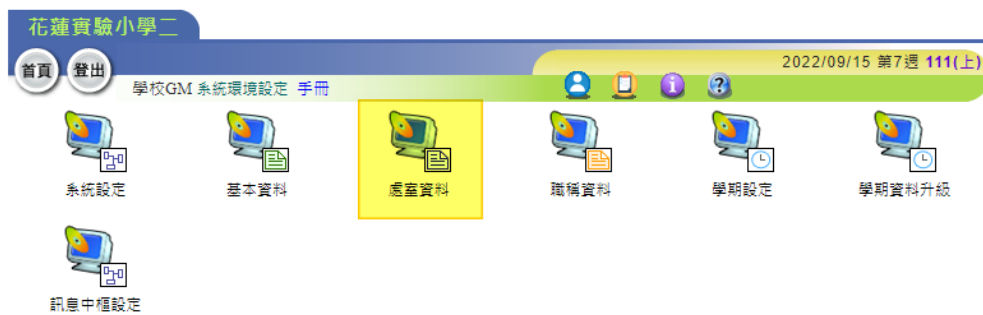 花蓮實驗小學二
首頁 登出
2022/09/15 第7週 111(上)
學校GM 系統環境設定 手冊
系統設定 基本資料 處室資料 職稱資料 學期設定 學期資料升級
訊息中樞設定